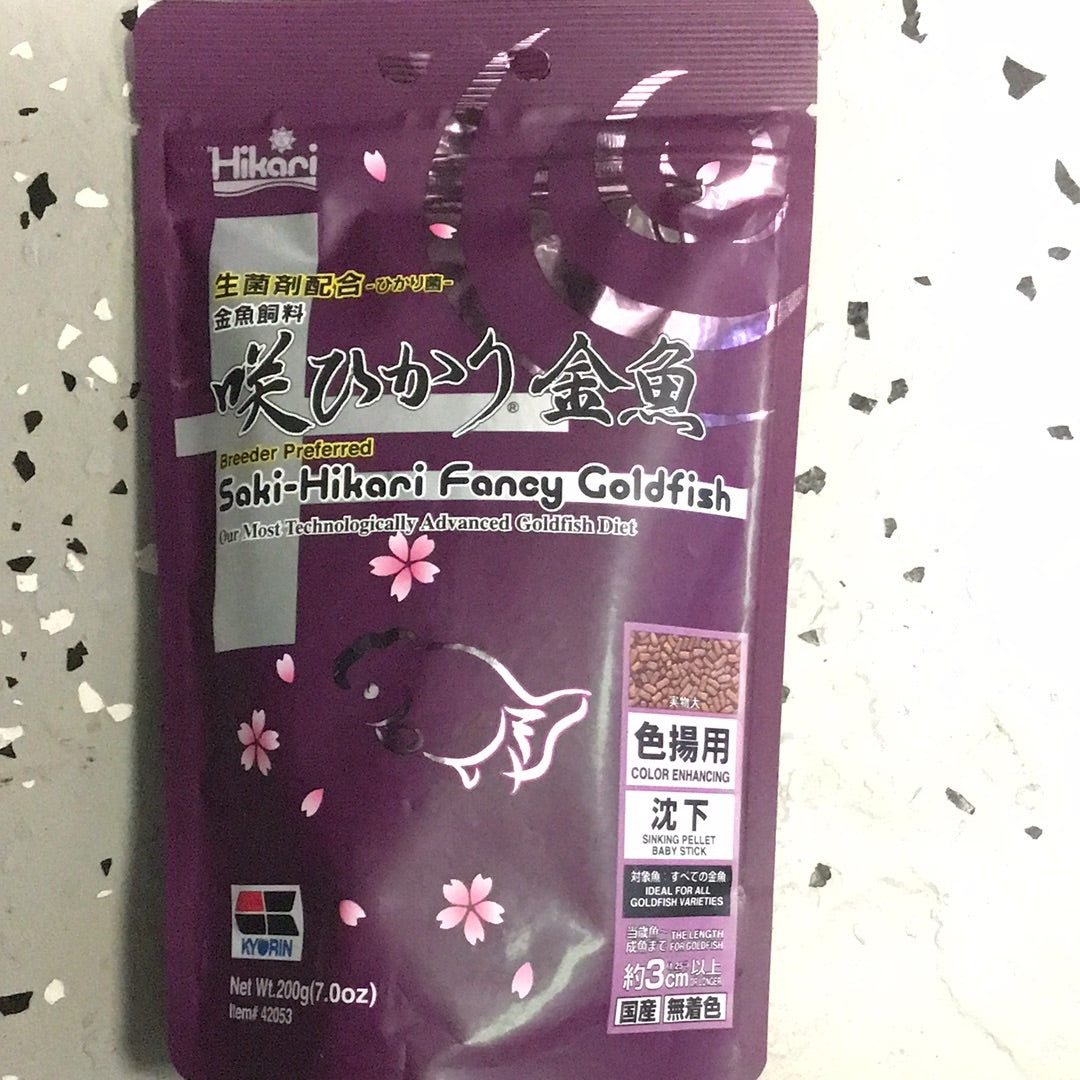 Hikari
生菌剤配合-ひかり菌-
金魚飼料
咲ひかり®金魚
Breeder Preferred
Saki-Hikari Fancy Goldfish
Our Most Technologically Advanced Goldfish Diet
実物大
色揚用
COLOR ENHANCING
沈下
SINKING PELLET
BABY STICK
対象魚:すべての金魚
IDEAL FOR ALL
GOLDFISH VARIETIES
当歳魚~
成魚まで
THE LENGTH
FOR GOLDFISH
約3cm以上
OR LONGER
国産 無着色
KYORIN
Net Wt.200g(7.0oz)
Item# 42053